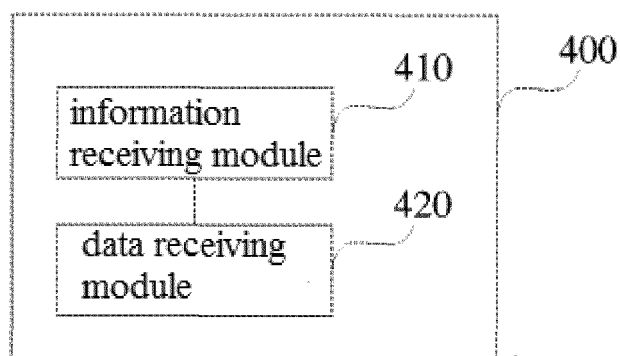 410
400
information
receiving module
420
data receiving
module